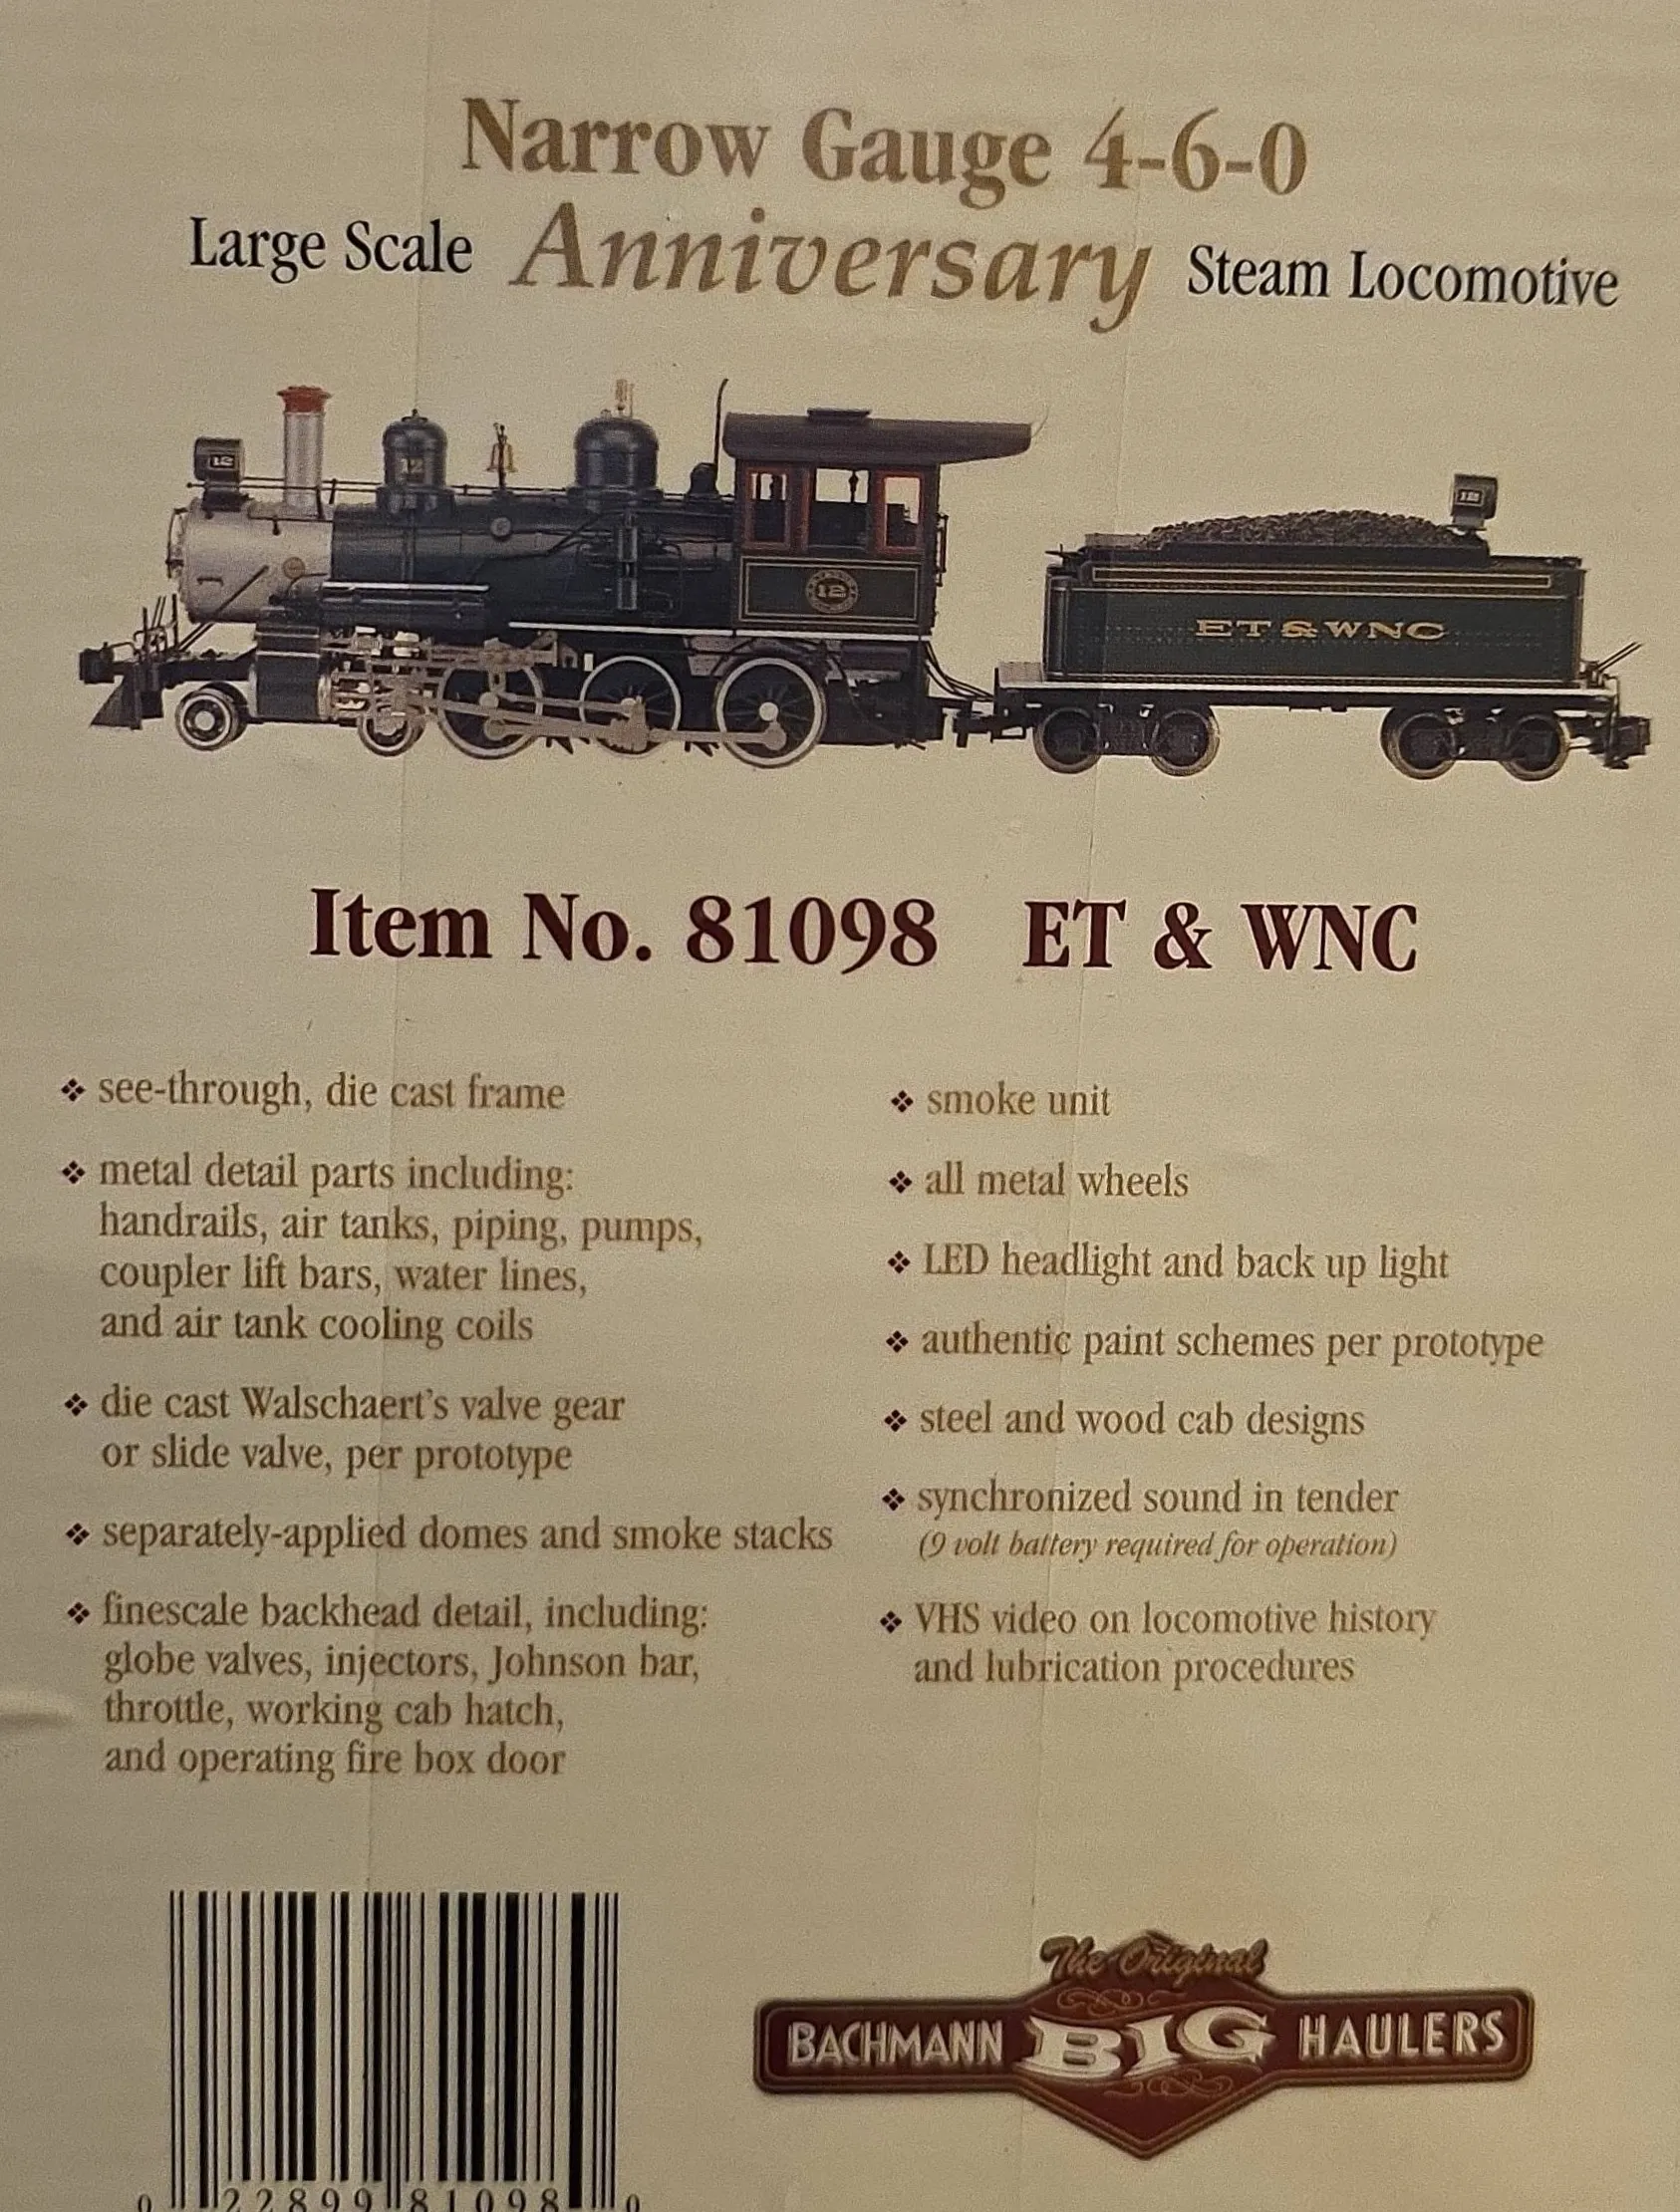 Narrow Gauge 4-6-0
Large Scale Anniversary Steam Locomotive
12
12
12
12
ET & WNC
Item No. 81098 ET & WNC
❖ see-through, die cast frame
❖ metal detail parts including:
handrails, air tanks, piping, pumps,
coupler lift bars, water lines,
and air tank cooling coils
❖ die cast Walschaert's valve gear
or slide valve, per prototype
❖ separately-applied domes and smoke stacks
❖ finescale backhead detail, including:
globe valves, injectors, Johnson bar,
throttle, working cab hatch,
and operating fire box door
❖ smoke unit
❖ all metal wheels
❖ LED headlight and back up light
❖ authentic paint schemes per prototype
❖ steel and wood cab designs
❖ synchronized sound in tender
(9 volt battery required for operation)
❖ VHS video on locomotive history
and lubrication procedures
0 22899 81098 0
The Original
BACHMANN BIG HAULERS